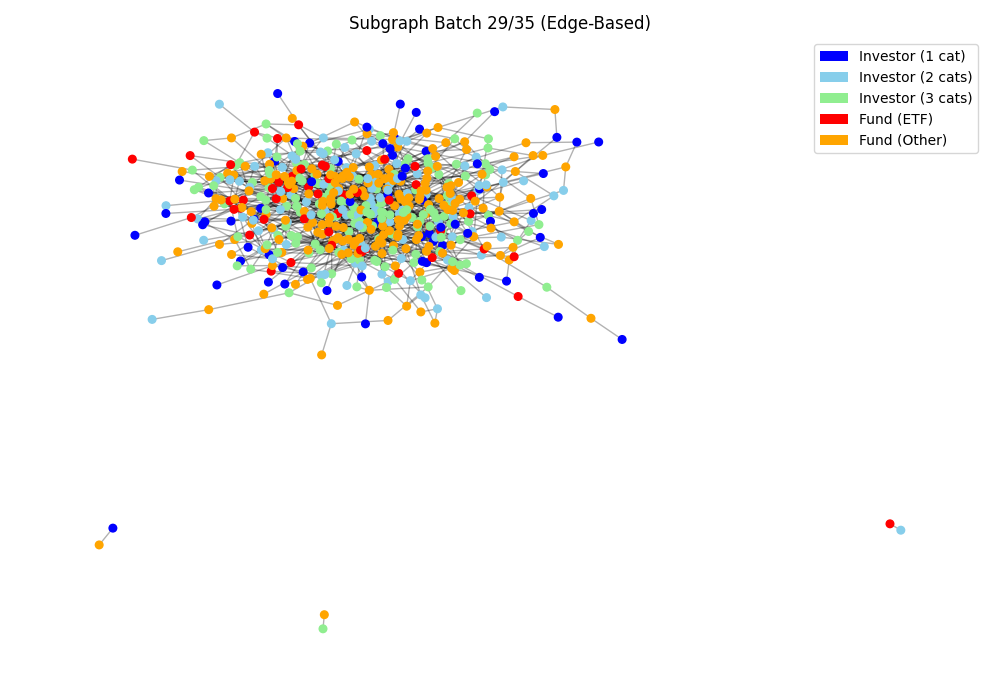 Subgraph Batch 29/35 (Edge-Based)
Investor (1 cat)
Investor (2 cats)
Investor (3 cats)
Fund (ETF)
Fund (Other)